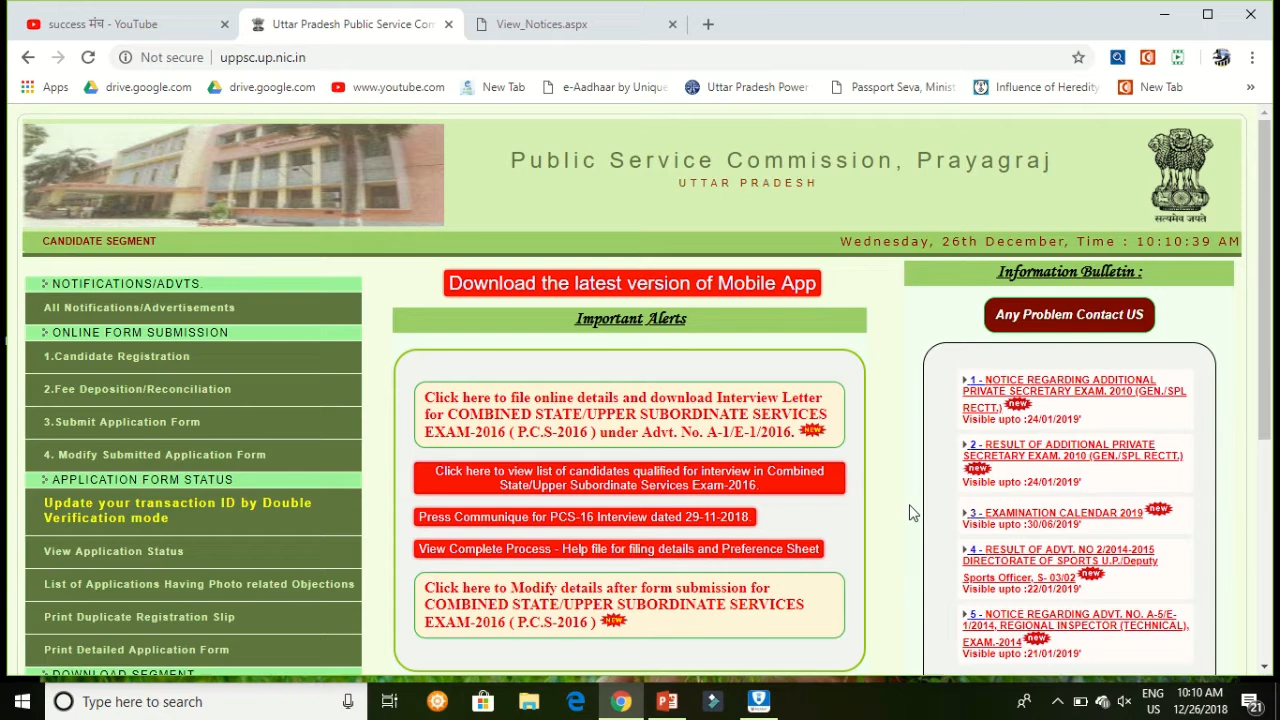 success मंच - YouTube
Uttar Pradesh Public Service Com
View_Notices.aspx
Not secure
uppsc.up.nic.in
Apps
drive.google.com
drive.google.com
www.youtube.com
New Tab
e-Aadhaar by Unique
Uttar Pradesh Power
Passport Seva, Minist
Influence of Heredity
New Tab
Public Service Commission, Prayagraj
UTTAR PRADESH
सत्यमेव जयते
CANDIDATE SEGMENT
Wednesday, 26th December, Time : 10:10:39 AM
NOTIFICATIONS/ADVTS.
All Notifications/Advertisements
ONLINE FORM SUBMISSION
1.Candidate Registration
2.Fee Deposition/Reconciliation
3.Submit Application Form
4. Modify Submitted Application Form
APPLICATION FORM STATUS
Update your transaction ID by Double
Verification mode
View Application Status
List of Applications Having Photo related Objections
Print Duplicate Registration Slip
Print Detailed Application Form
DOWNLOAD SEGMENT
Download the latest version of Mobile App
Important Alerts
Click here to file online details and download Interview Letter
for COMBINED STATE/UPPER SUBORDINATE SERVICES
EXAM-2016 ( P.C.S-2016 ) under Advt. No. A-1/E-1/2016. NEW
Click here to view list of candidates qualified for interview in Combined
State/Upper Subordinate Services Exam-2016.
Press Communique for PCS-16 Interview dated 29-11-2018.
View Complete Process - Help file for filing details and Preference Sheet
Click here to Modify details after form submission for
COMBINED STATE/UPPER SUBORDINATE SERVICES
EXAM-2016 ( P.C.S-2016 ) NEW
Information Bulletin :
Any Problem Contact US
1 - NOTICE REGARDING ADDITIONAL
PRIVATE SECRETARY EXAM. 2010 (GEN./SPL
RECTT.) new
Visible upto :24/01/2019'
2 - RESULT OF ADDITIONAL PRIVATE
SECRETARY EXAM. 2010 (GEN./SPL RECTT.)
new
Visible upto :24/01/2019'
3 - EXAMINATION CALENDAR 2019 new
Visible upto :30/06/2019'
4 - RESULT OF ADVT. NO 2/2014-2015
DIRECTORATE OF SPORTS U.P./Deputy
Sports Officer, S- 03/02 new
Visible upto :22/01/2019'
5 - NOTICE REGARDING ADVT. NO. A-5/E-
1/2014, REGIONAL INSPECTOR (TECHNICAL),
EXAM.-2014 new
Visible upto :21/01/2019'
Type here to search
ENG
US
10:10 AM
12/26/2018
21